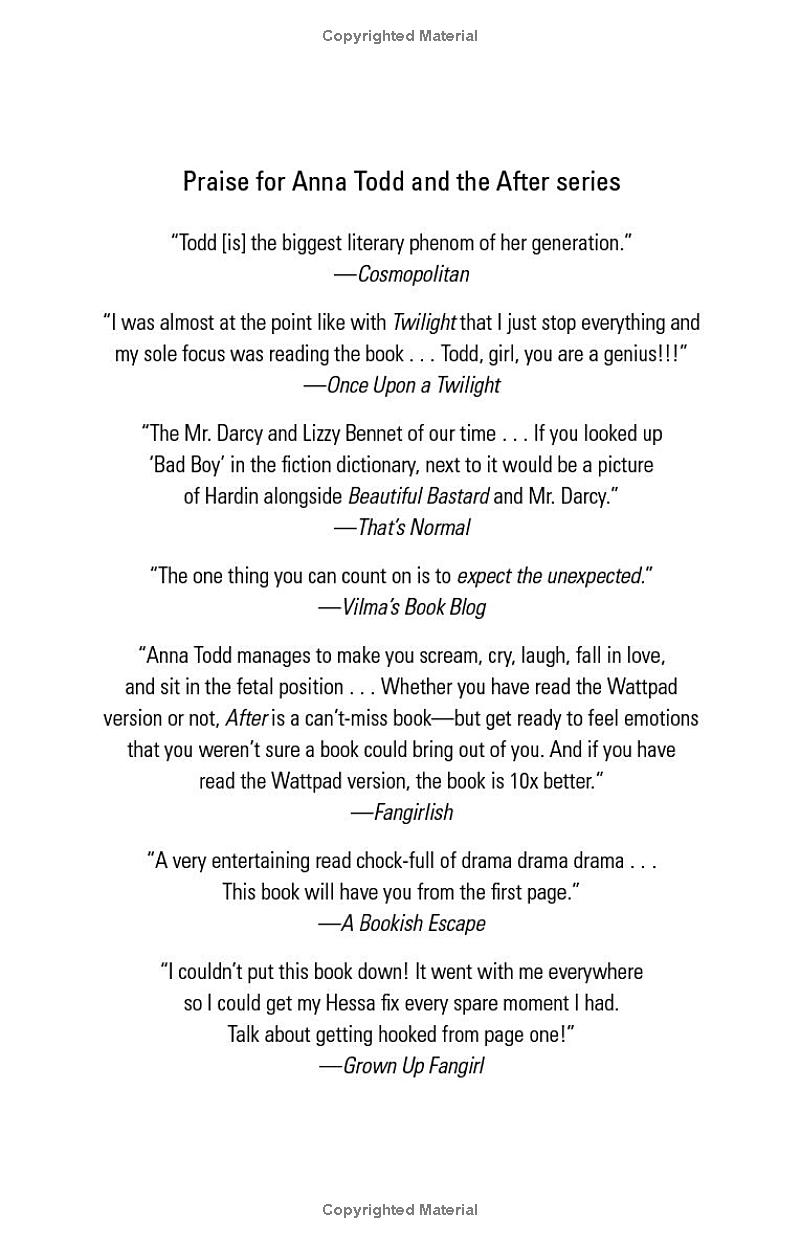 Copyrighted Material
Praise for Anna Todd and the After series
“Todd [is] the biggest literary phenom of her generation.”
—Cosmopolitan
“I was almost at the point like with Twilight that I just stop everything and
my sole focus was reading the book . . . Todd, girl, you are a genius!!!”
—Once Upon a Twilight
“The Mr. Darcy and Lizzy Bennet of our time . . . If you looked up
‘Bad Boy’ in the fiction dictionary, next to it would be a picture
of Hardin alongside Beautiful Bastard and Mr. Darcy.”
—That’s Normal
“The one thing you can count on is to expect the unexpected.”
—Vilma’s Book Blog
“Anna Todd manages to make you scream, cry, laugh, fall in love,
and sit in the fetal position . . . Whether you have read the Wattpad
version or not, After is a can’t-miss book—but get ready to feel emotions
that you weren’t sure a book could bring out of you. And if you have
read the Wattpad version, the book is 10x better.“
—Fangirlish
“A very entertaining read chock-full of drama drama drama . . .
This book will have you from the first page.”
—A Bookish Escape
“I couldn’t put this book down! It went with me everywhere
so I could get my Hessa fix every spare moment I had.
Talk about getting hooked from page one!”
—Grown Up Fangirl
Copyrighted Material